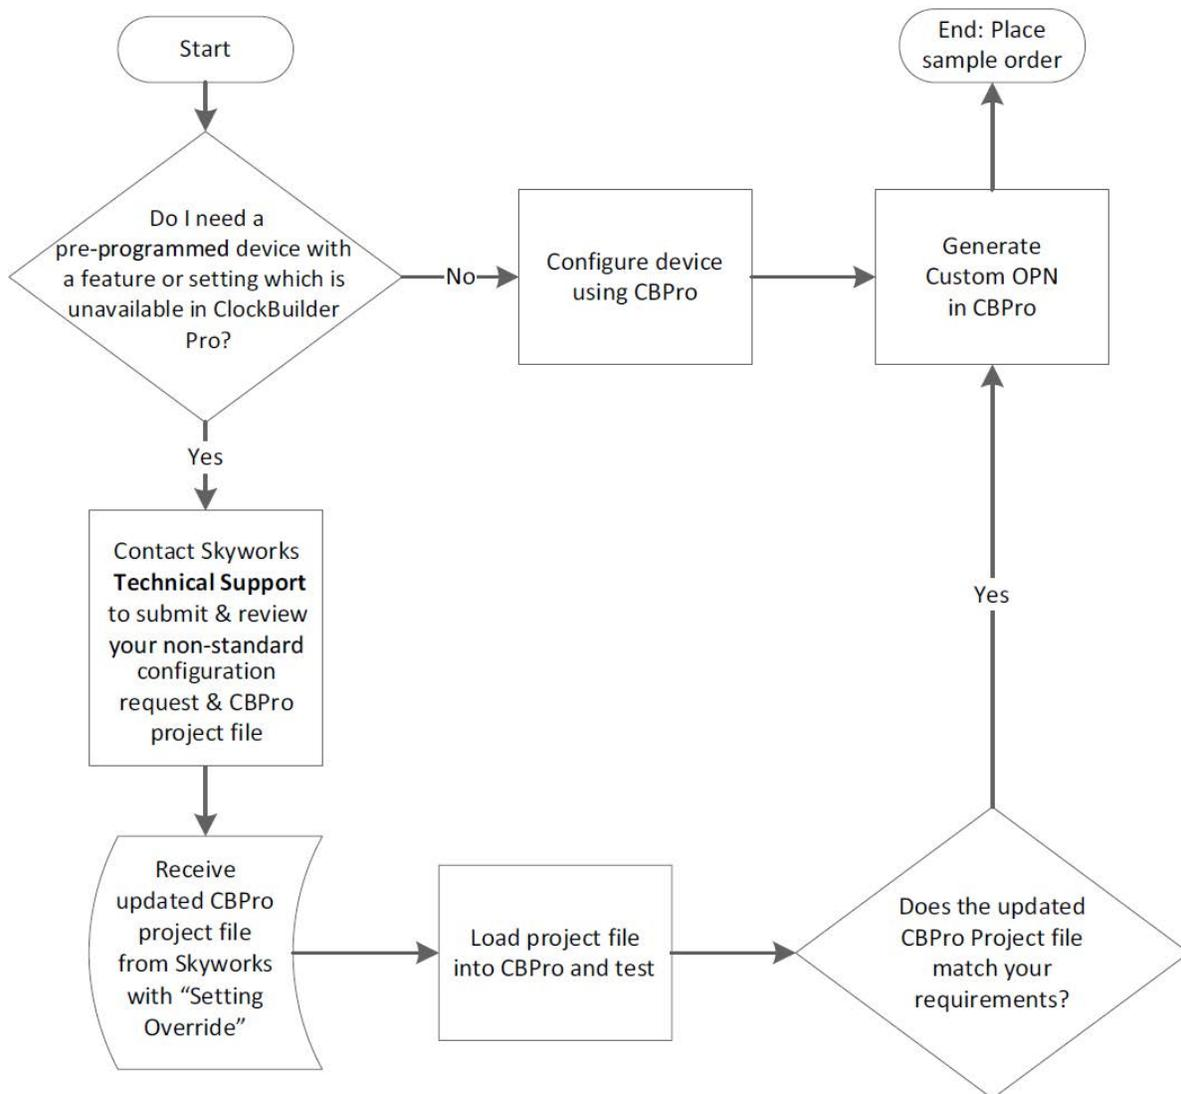 Start
End: Place
sample order
Do I need a
pre-programmed device with
a feature or setting which is
unavailable in ClockBuilder
Pro?
No
Configure device
using CBPro
Generate
Custom OPN
in CBPro
Yes
Contact Skyworks
Technical Support
to submit & review
your non-standard
configuration
request & CBPro
project file
Yes
Receive
updated CBPro
project file
from Skyworks
with “Setting
Override”
Load project file
into CBPro and test
Does the updated
CBPro Project file
match your
requirements?